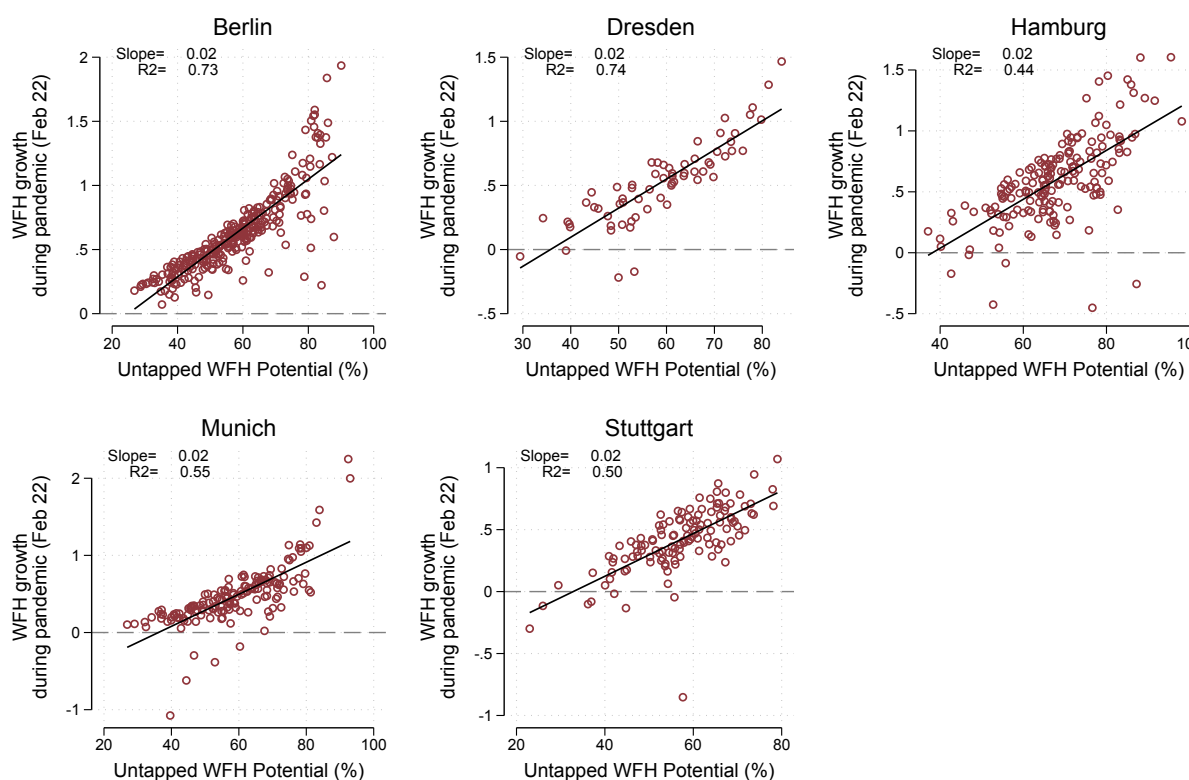 Berlin
Slope= 0.02
R2= 0.73
WFH growth
during pandemic (Feb 22)
2
1.5
1
.5
0
20 40 60 80 100
Untapped WFH Potential (%)
Dresden
Slope= 0.02
R2= 0.74
WFH growth
during pandemic (Feb 22)
1.5
1
.5
0
-.5
30 40 50 60 70 80
Untapped WFH Potential (%)
Hamburg
Slope= 0.02
R2= 0.44
WFH growth
during pandemic (Feb 22)
1.5
1
.5
0
-.5
40 60 80 100
Untapped WFH Potential (%)
Munich
Slope= 0.02
R2= 0.55
WFH growth
during pandemic (Feb 22)
2
1
0
-1
20 40 60 80 100
Untapped WFH Potential (%)
Stuttgart
Slope= 0.02
R2= 0.50
WFH growth
during pandemic (Feb 22)
1
.5
0
-.5
-1
20 40 60 80
Untapped WFH Potential (%)